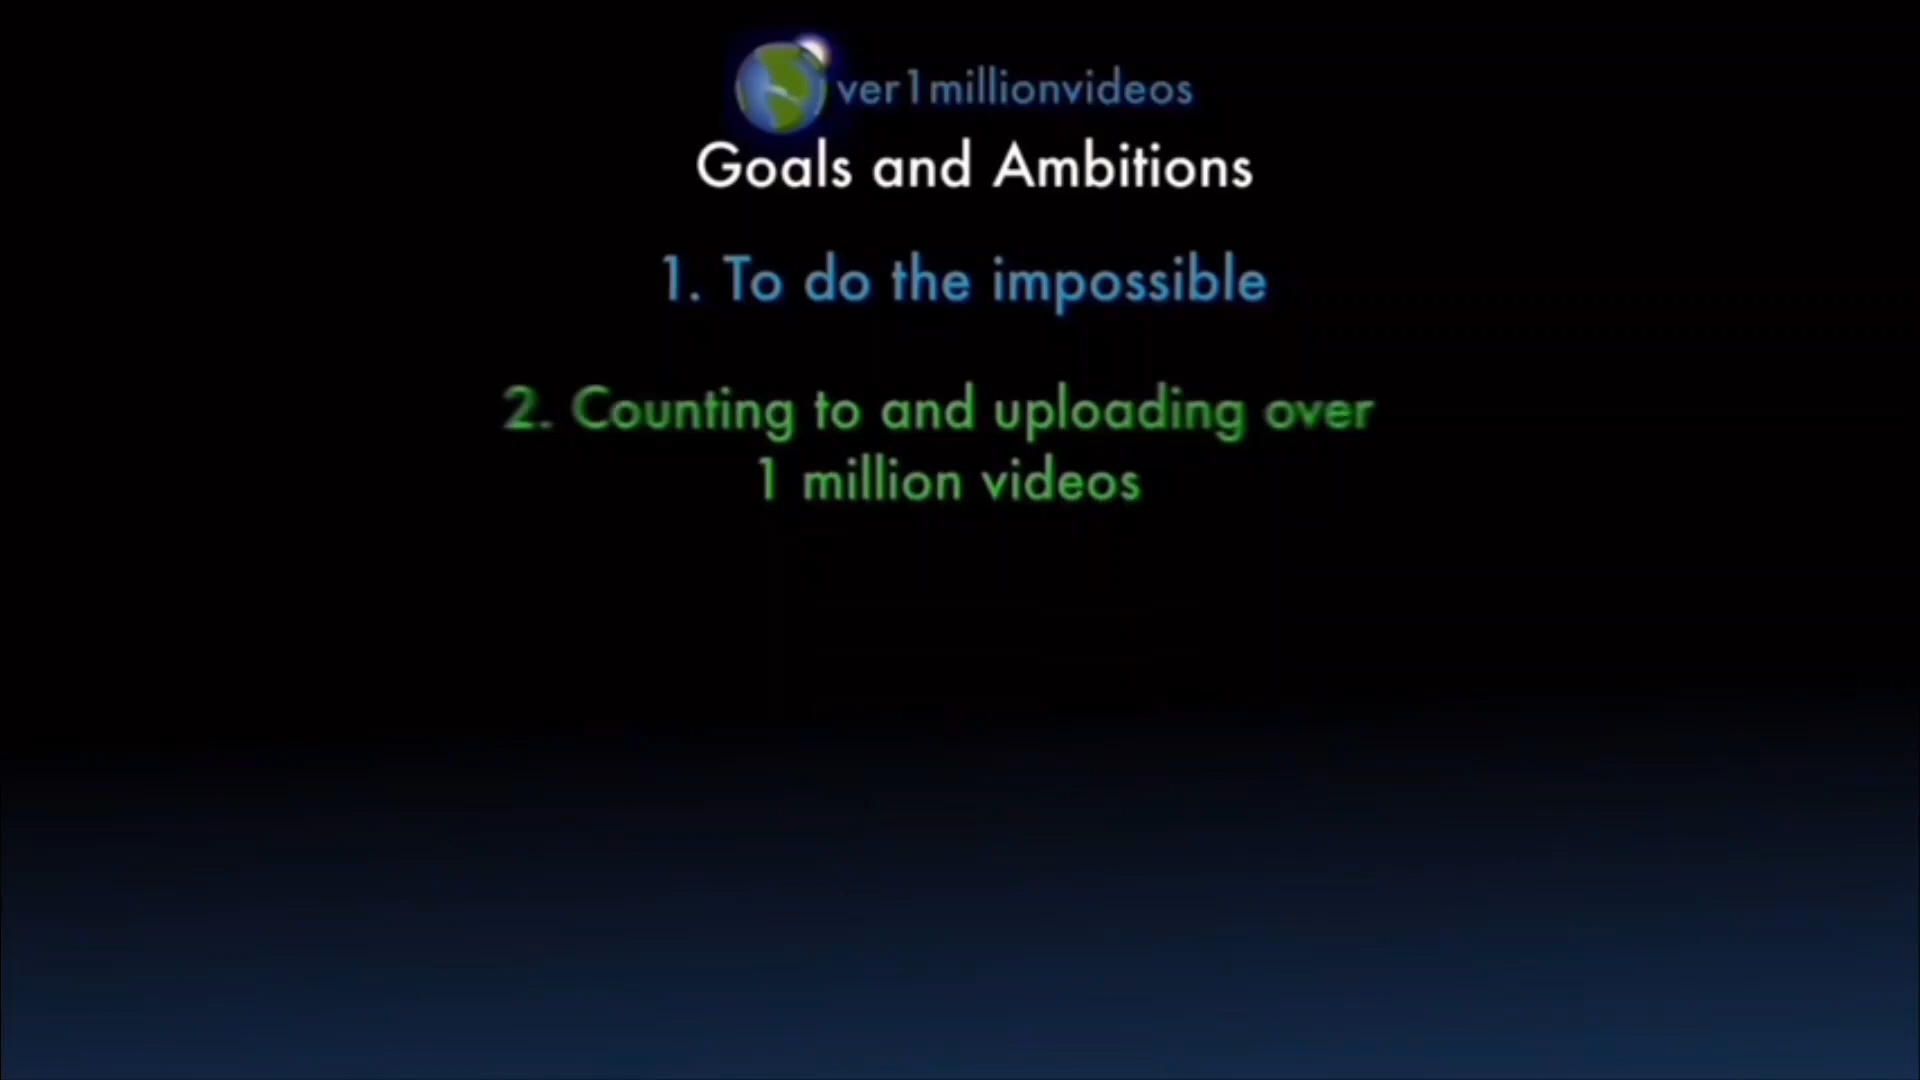 ver1millionvideos
Goals and Ambitions
1. To do the impossible
2. Counting to and uploading over
1 million videos